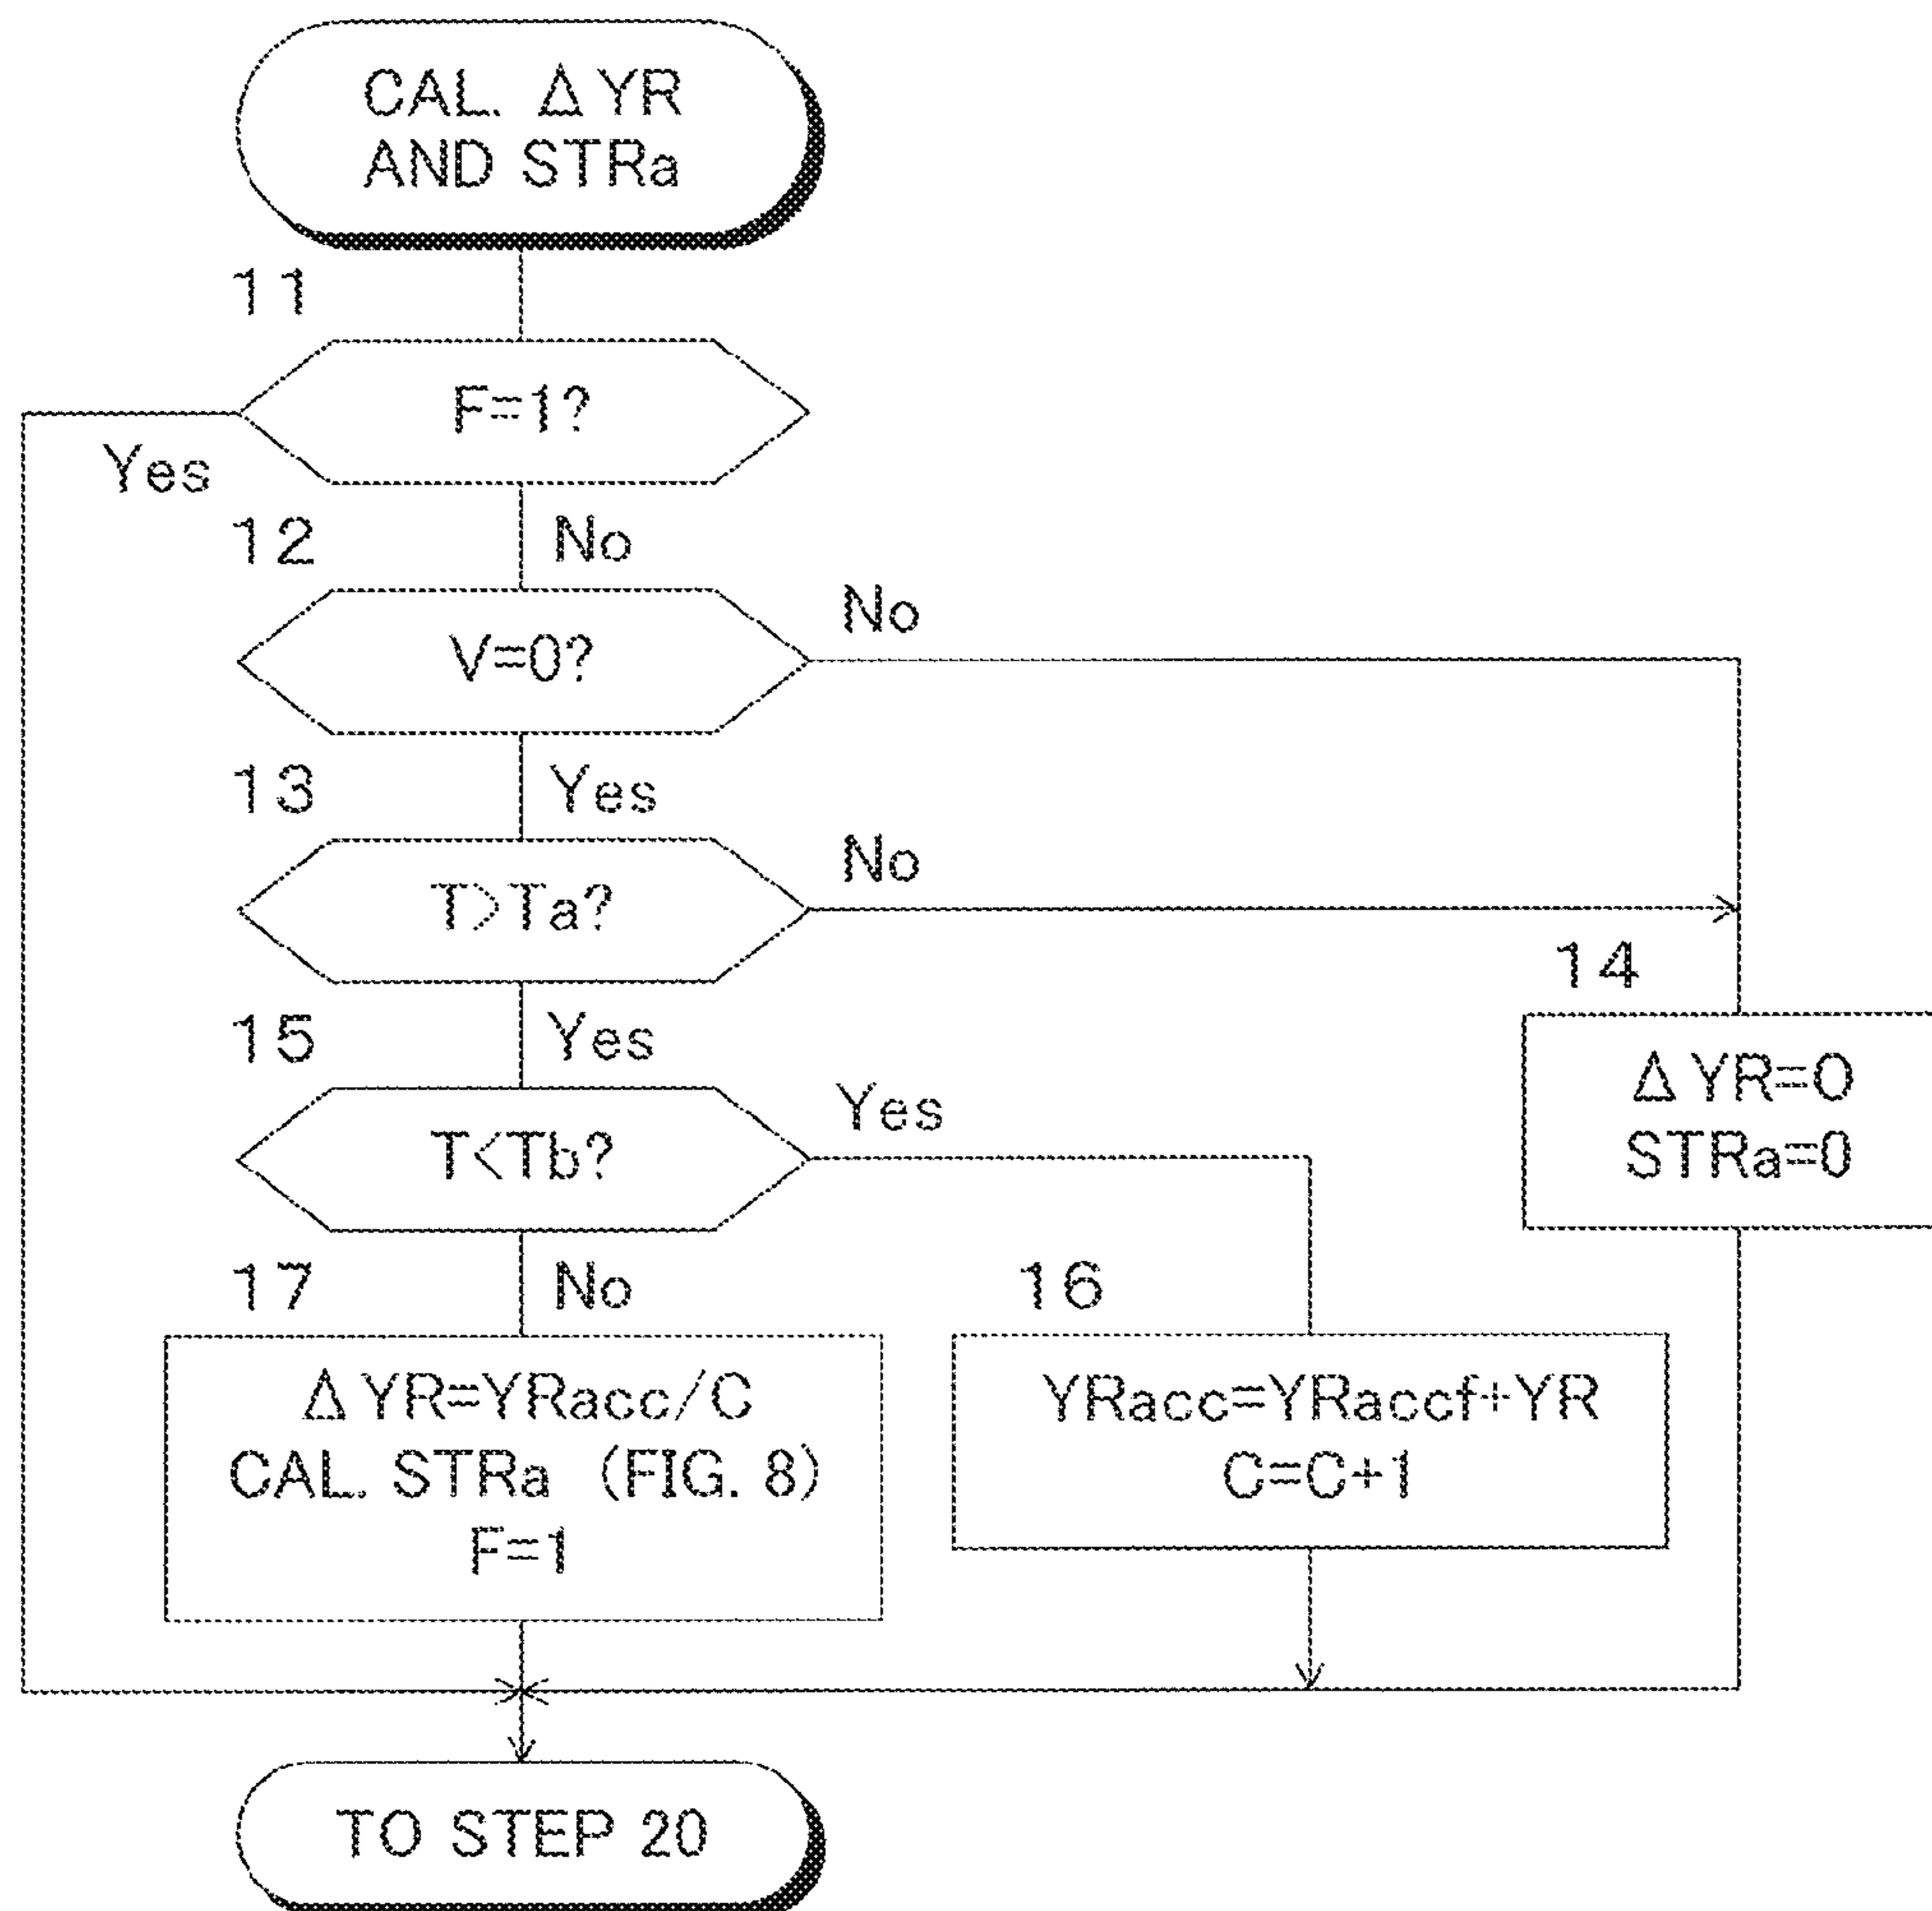 CAL. Δ YR
AND STRa
11
F=1?
Yes
12
No
V=0?
No
13
Yes
T>Ta?
No
14
15
Yes
ΔYR=0
STRa=0
T<Tb?
Yes
17
No
16
ΔYR=YRacc/C
CAL. STRa (FIG. 8)
F=1
YRacc=YRaccf+YR
C=C+1
TO STEP 20